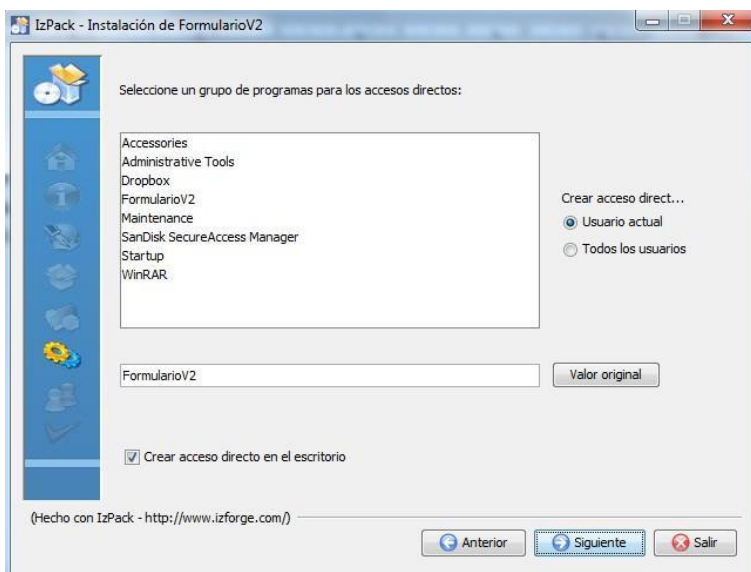 IzPack - Instalación de FormularioV2
Seleccione un grupo de programas para los accesos directos:
Accessories
Administrative Tools
Dropbox
FormularioV2
Maintenance
SanDisk SecureAccess Manager
Startup
WinRAR
Crear acceso direct...
Usuario actual
Todos los usuarios
FormularioV2
Valor original
Crear acceso directo en el escritorio
(Hecho con IzPack - http://www.izforge.com/)
Anterior
Siguiente
Salir